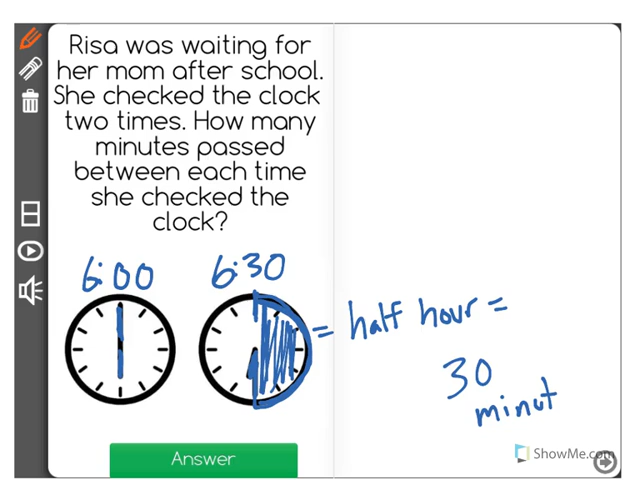 Risa was waiting for
her mom after school.
She checked the clock
two times. How many
minutes passed
between each time
she checked the
clock?
6:00
6:30
= half hour =
30
minut
ShowMe.com
Answer